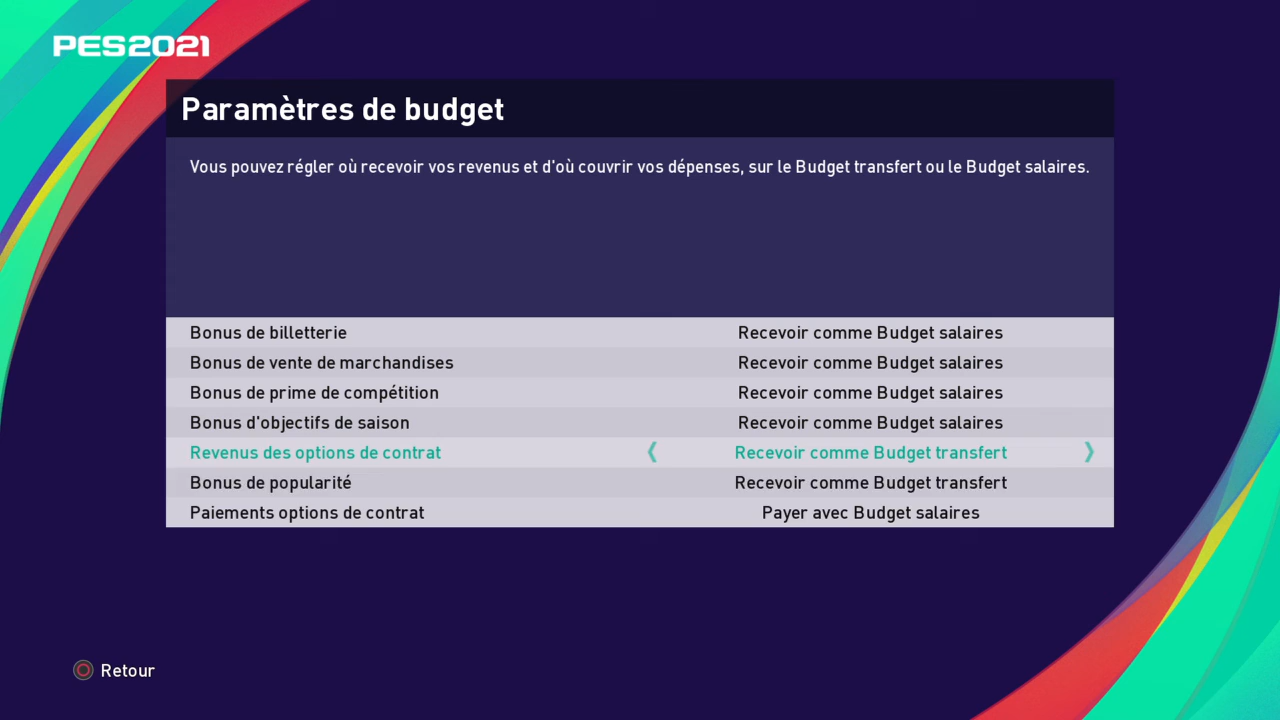 PES2021
Paramètres de budget
Vous pouvez régler où recevoir vos revenus et d'où couvrir vos dépenses, sur le Budget transfert ou le Budget salaires.
Bonus de billetterie Recevoir comme Budget salaires
Bonus de vente de marchandises Recevoir comme Budget salaires
Bonus de prime de compétition Recevoir comme Budget salaires
Bonus d'objectifs de saison Recevoir comme Budget salaires
Revenus des options de contrat Recevoir comme Budget transfert
Bonus de popularité Recevoir comme Budget transfert
Paiements options de contrat Payer avec Budget salaires
Retour